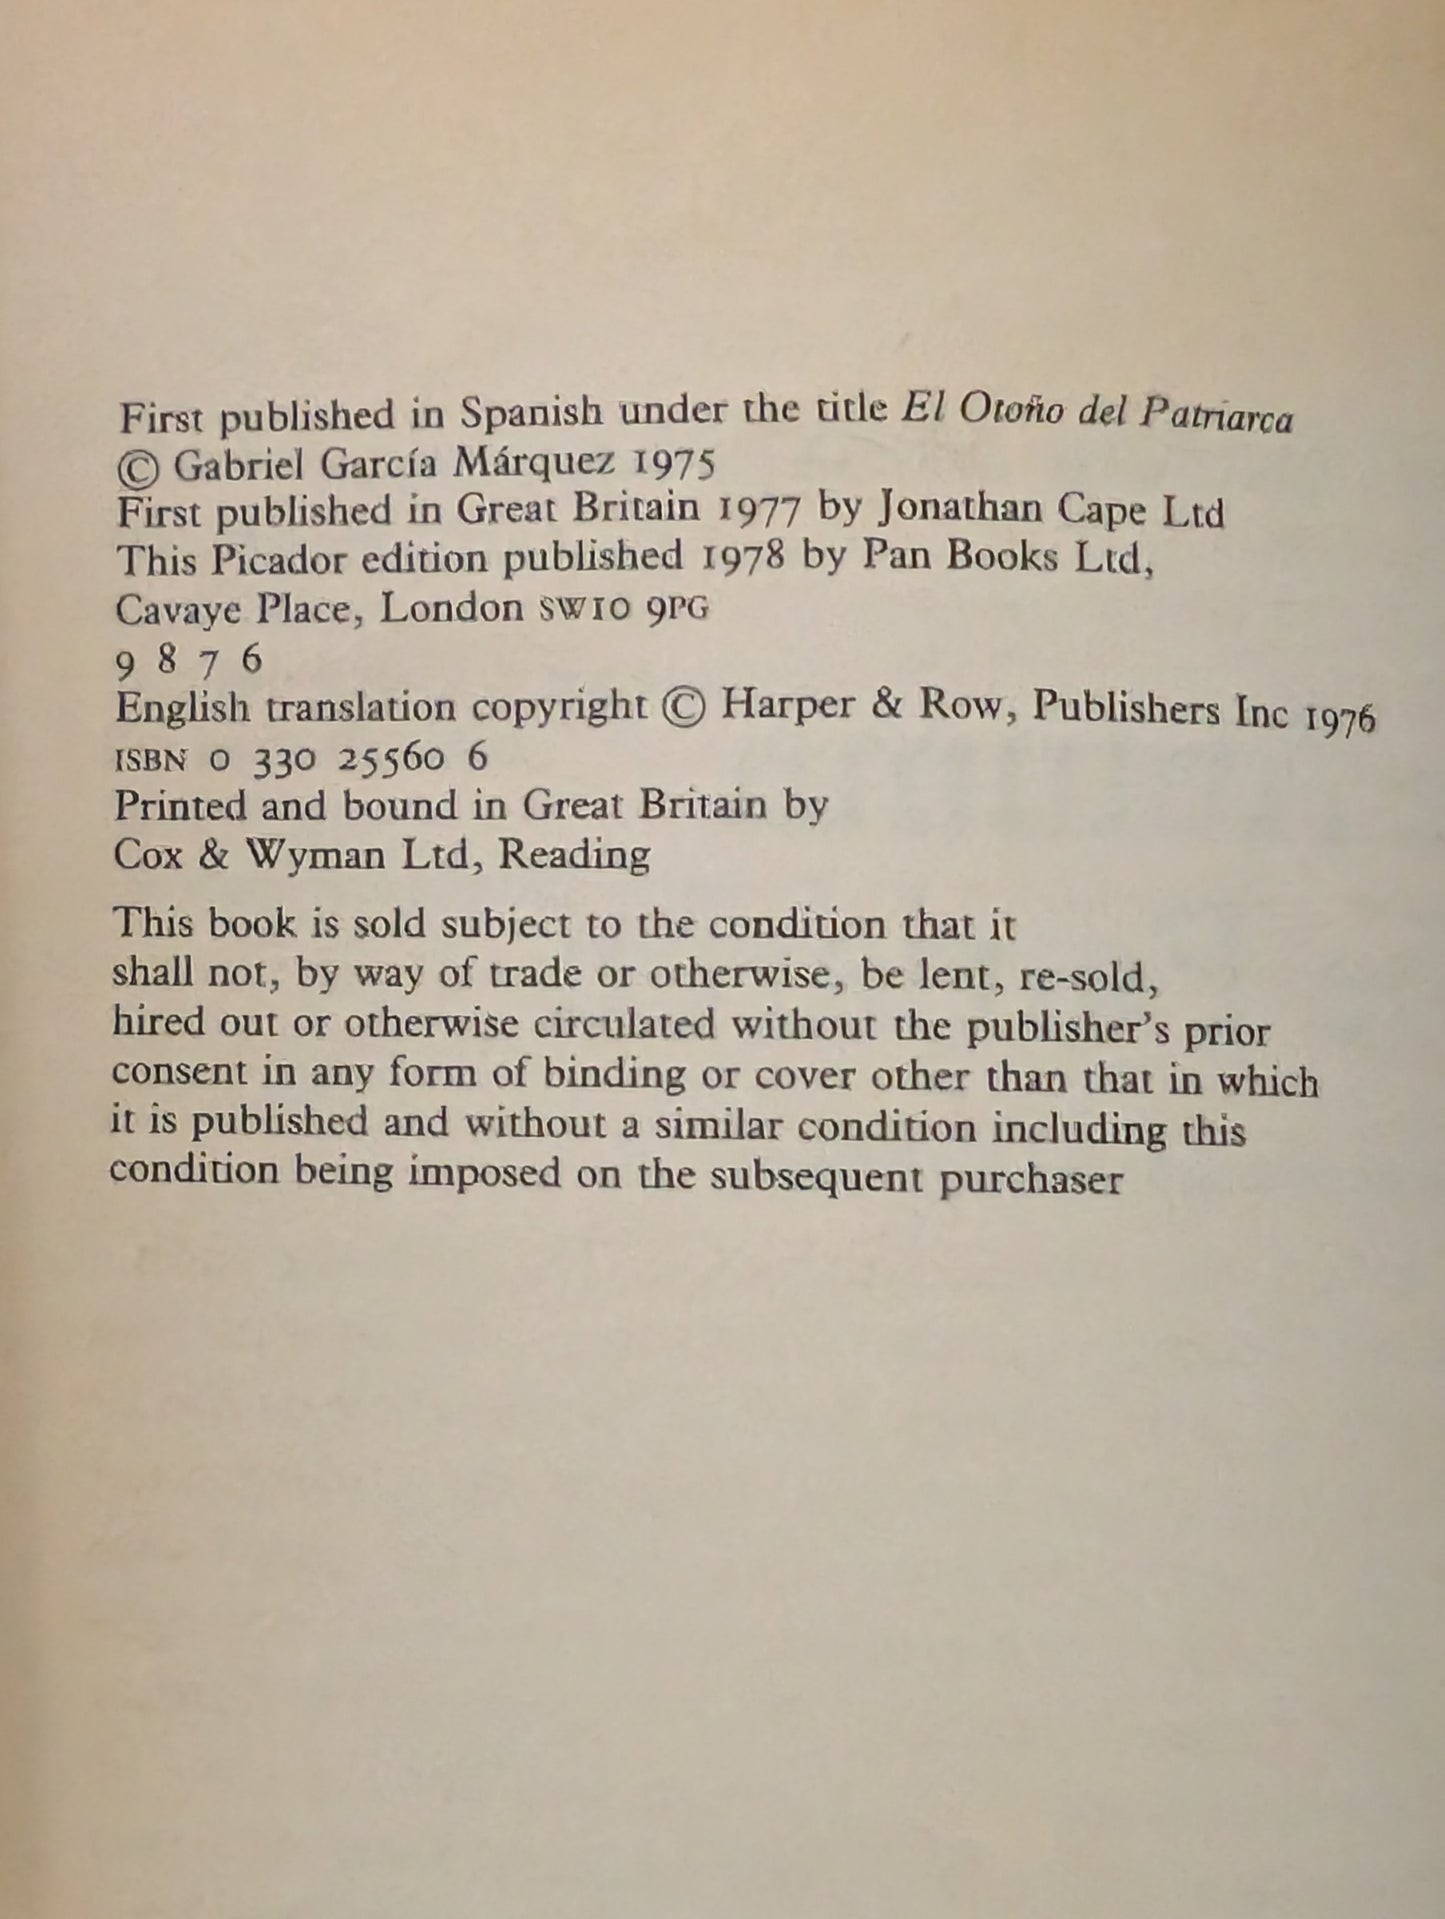 First published in Spanish under the title El Otoño del Patriarca
© Gabriel García Márquez 1975
First published in Great Britain 1977 by Jonathan Cape Ltd
This Picador edition published 1978 by Pan Books Ltd,
Cavaye Place, London SW10 9PG
9 8 7 6
English translation copyright © Harper & Row, Publishers Inc 1976
ISBN 0 330 25560 6
Printed and bound in Great Britain by
Cox & Wyman Ltd, Reading
This book is sold subject to the condition that it
shall not, by way of trade or otherwise, be lent, re-sold,
hired out or otherwise circulated without the publisher's prior
consent in any form of binding or cover other than that in which
it is published and without a similar condition including this
condition being imposed on the subsequent purchaser